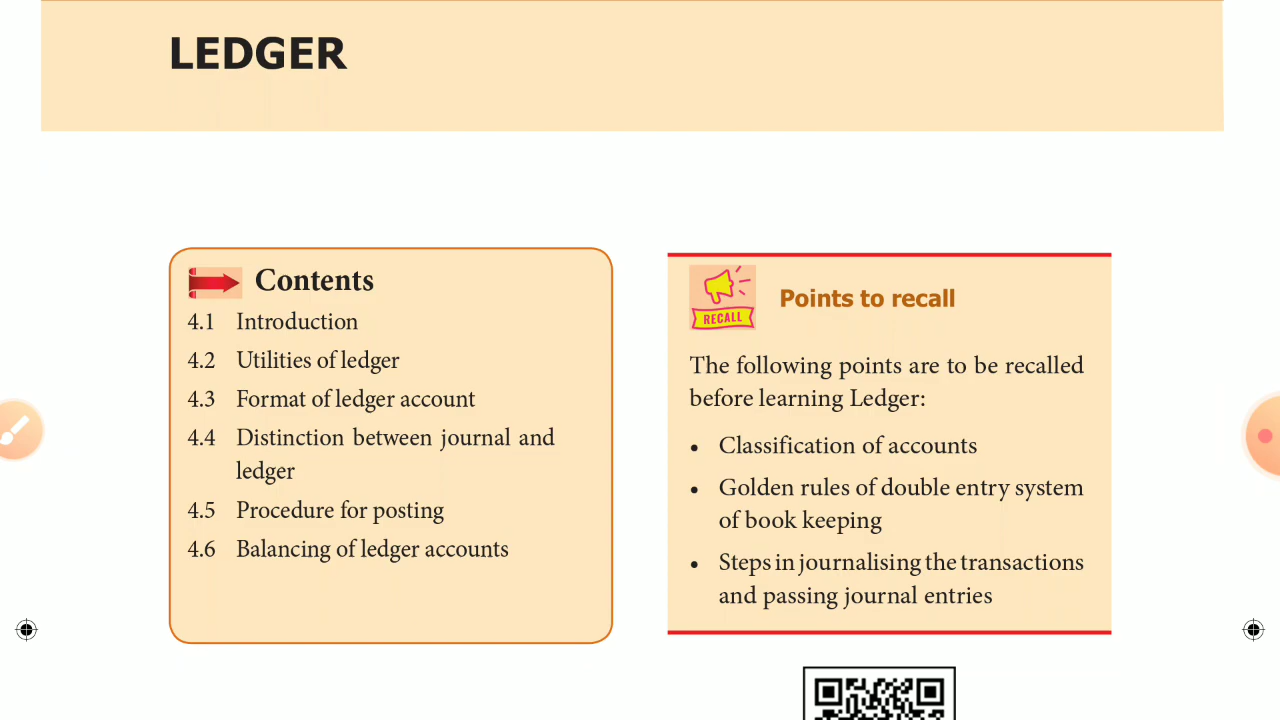 LEDGER
Contents
4.1 Introduction
4.2 Utilities of ledger
4.3 Format of ledger account
4.4 Distinction between journal and
ledger
4.5 Procedure for posting
4.6 Balancing of ledger accounts
RECALL
Points to recall
The following points are to be recalled
before learning Ledger:
• Classification of accounts
• Golden rules of double entry system
of book keeping
• Steps in journalising the transactions
and passing journal entries